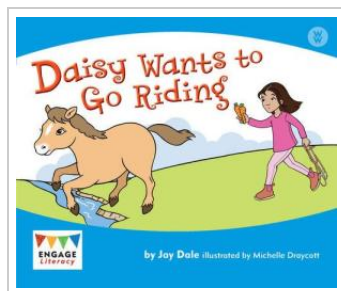 Daisy Wants to
Go Riding
ENGAGE
Literacy
by Jay Dale illustrated by Michelle Draycott